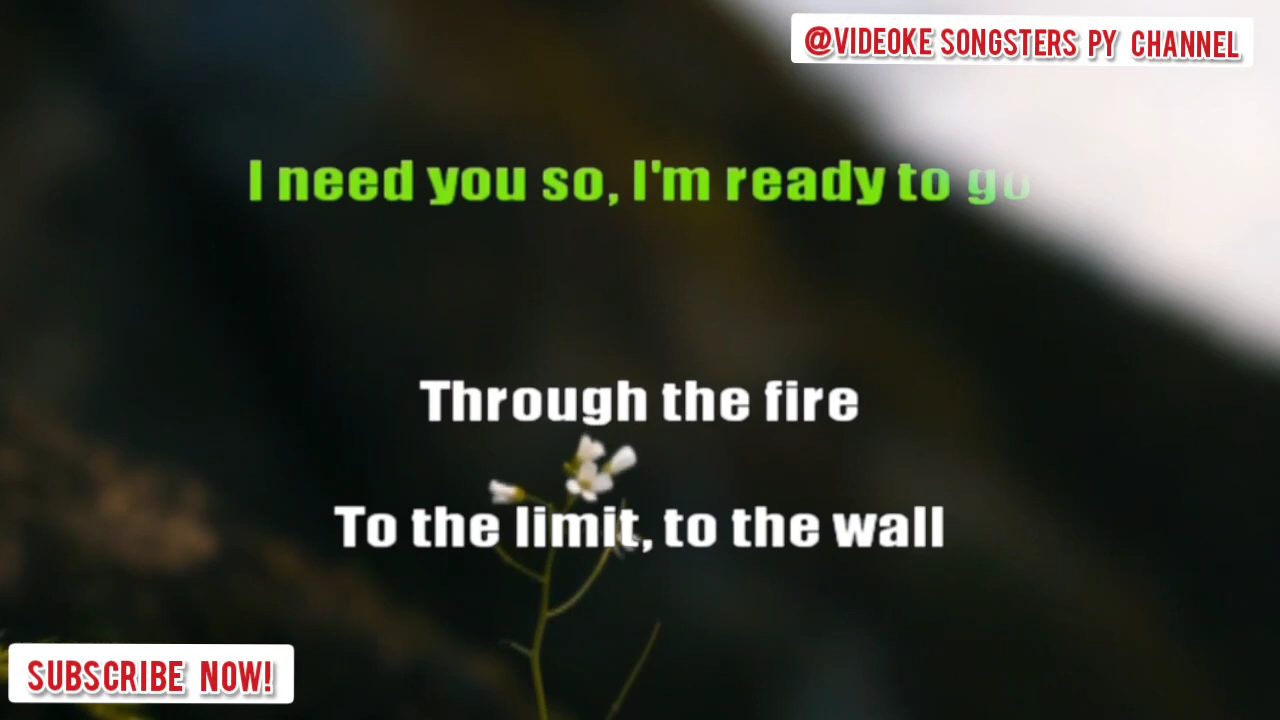 @VIDEOKE SONGSTERS PY CHANNEL
I need you so, I'm ready to go
Through the fire
To the limit, to the wall
SUBSCRIBE NOW!